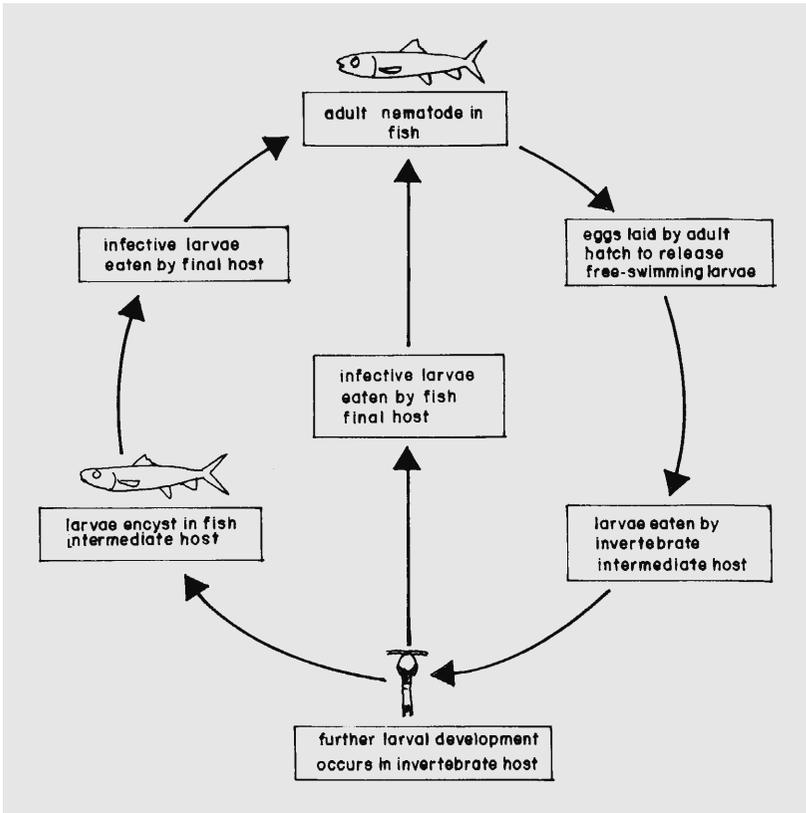 adult nematode in
fish
eggs laid by adult
hatch to release
free-swimming larvae
larvae eaten by
invertebrate
intermediate host
further larval development
occurs in invertebrate host
infective larvae
eaten by fish
final host
larvae encyst in fish
intermediate host
infective larvae
eaten by final host